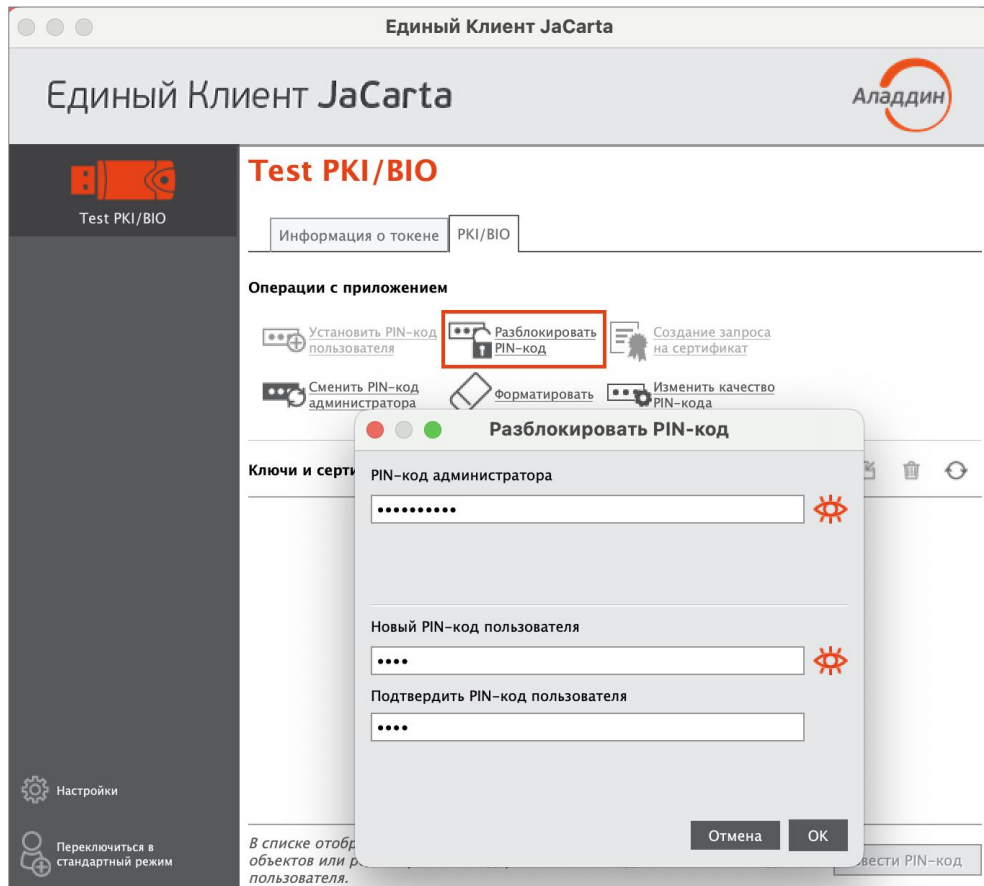 Единый Клиент JaCarta
Единый Клиент JaCarta
Аладдин
Test PKI/BIO
Test PKI/BIO
Информация о токене
PKI/BIO
Операции с приложением
Установить PIN-код
пользователя
Разблокировать
PIN-код
Создание запроса
на сертификат
Сменить PIN-код
администратора
Форматировать
Изменить качество
PIN-кода
Ключи и серти
Разблокировать PIN-код
PIN-код администратора
••••••••••
Новый PIN-код пользователя
••••
Подтвердить PIN-код пользователя
••••
Отмена
OK
Настройки
Переключиться в
стандартный режим
В списке отобр
объектов или р
пользователя.
вести PIN-код